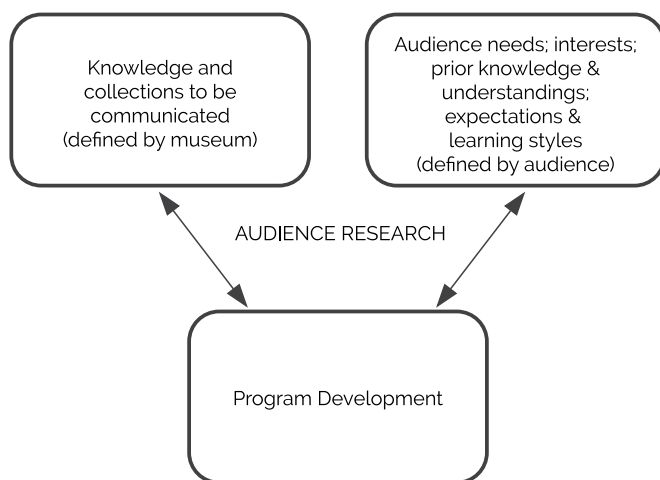 Knowledge and
collections to be
communicated
(defined by museum)
Audience needs; interests;
prior knowledge &
understandings;
expectations &
learning styles
(defined by audience)
AUDIENCE RESEARCH
Program Development